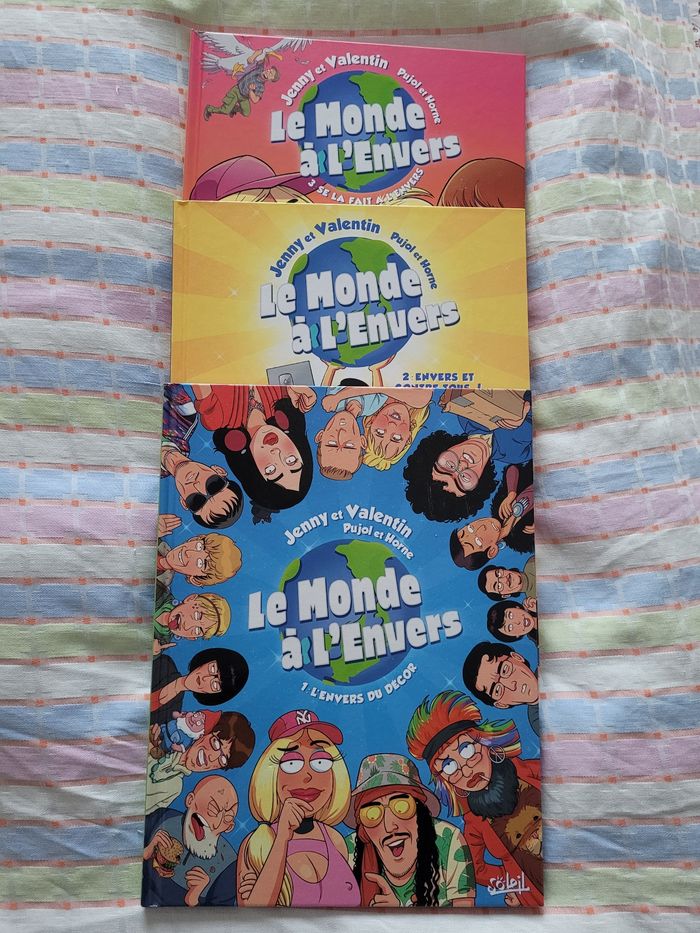 Jenny et Valentin
Pujol et Horne
Le Monde
à L'Envers
3 SE LA FAIT À L'ENVERS
Jenny et Valentin
Pujol et Horne
Le Monde
à L'Envers
2·ENVERS ET
CONTRE TOUS !
Jenny et Valentin
Pujol et Horne
Le Monde
à L'Envers
1·L'ENVERS DU DÉCOR
NY
SOLEIL